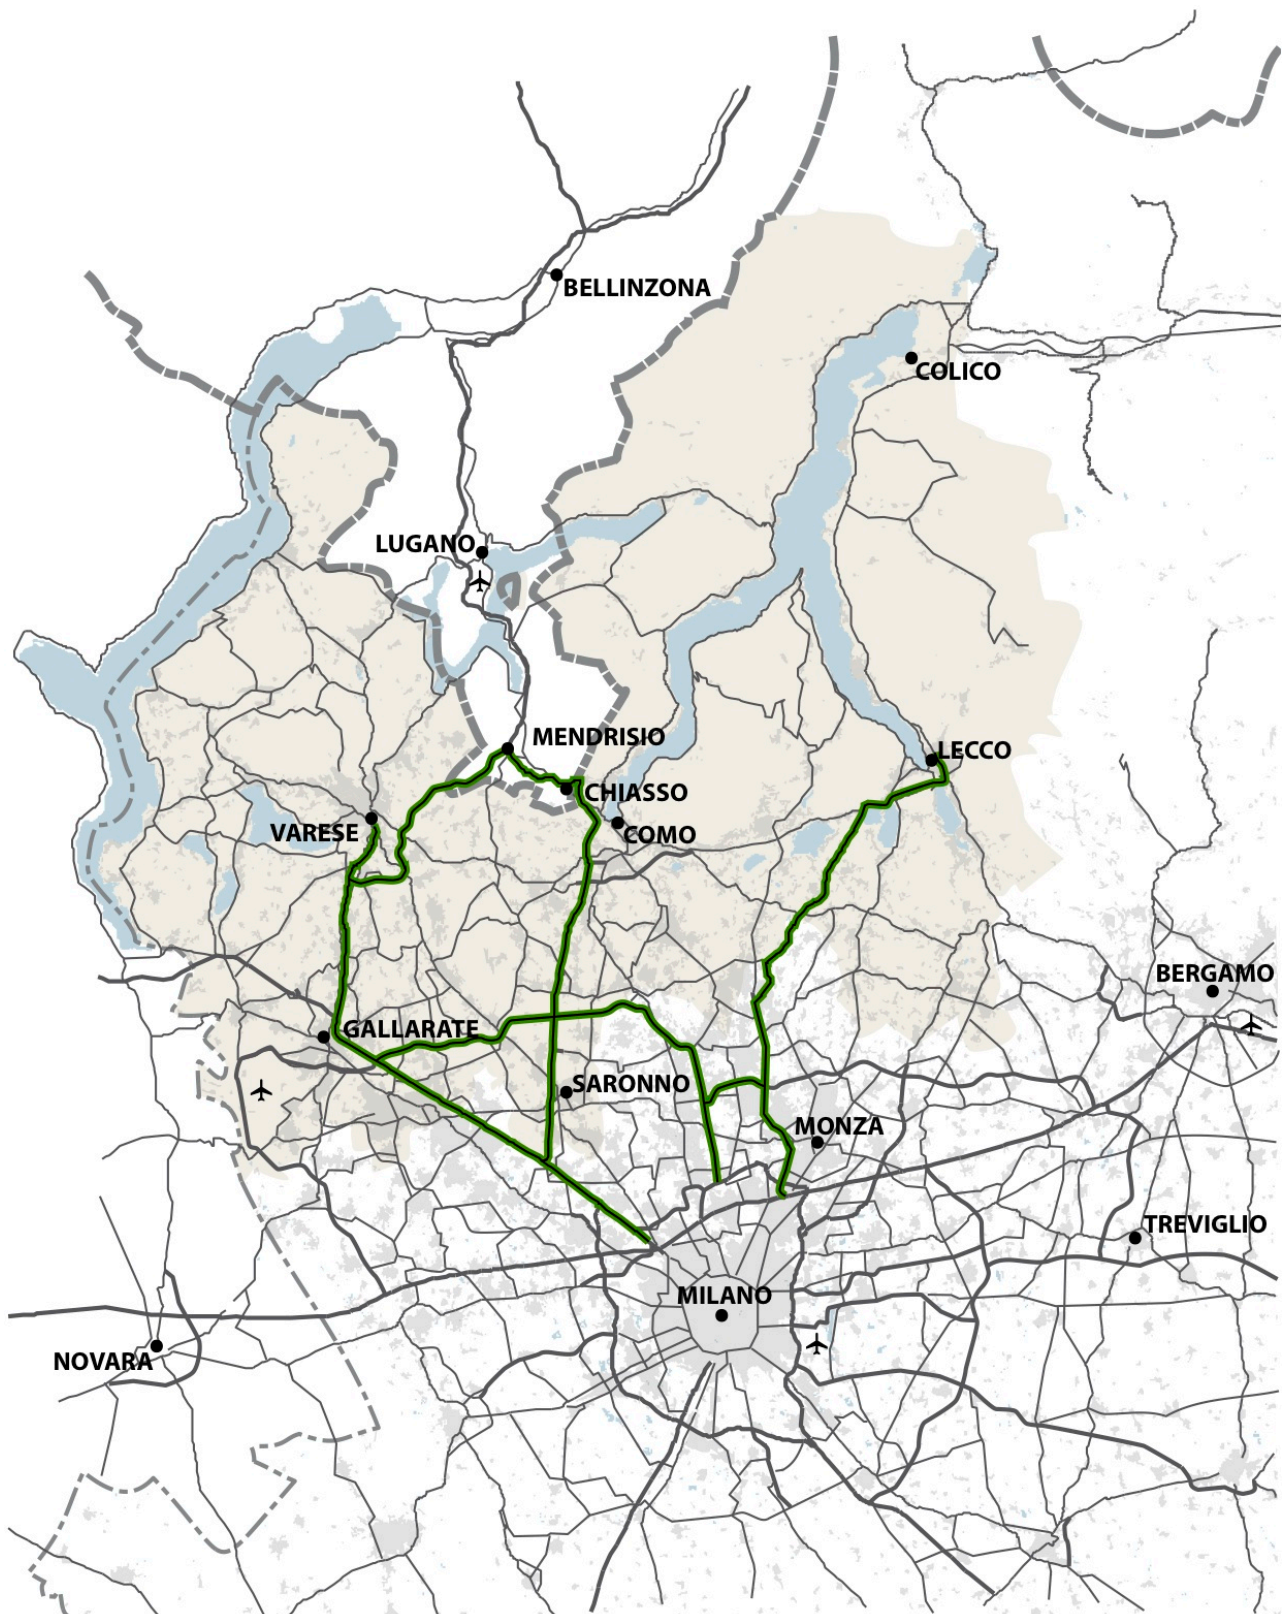 BELLINZONA
COLICO
LUGANO
MENDRISIO
LECCO
CHIASSO
VARESE
COMO
BERGAMO
GALLARATE
SARONNO
MONZA
TREVIGLIO
MILANO
NOVARA